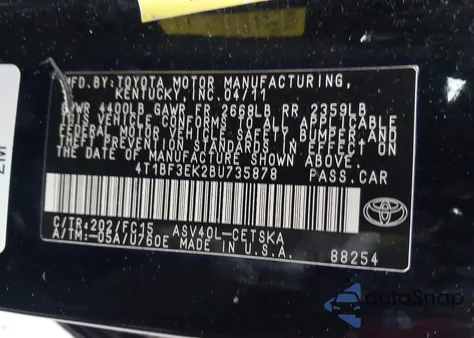 MFD.BY:TOYOTA MOTOR MANUFACTURING,
KENTUCKY, INC. 04/11
GVWR 4400LB GAWR FR 2668LB RR 2359LB
THIS VEHICLE CONFORMS TO ALL APPLICABLE
FEDERAL MOTOR VEHICLE SAFETY, BUMPER AND
THEFT PREVENTION STANDARDS IN EFFECT ON
THE DATE OF MANUFACTURE SHOWN ABOVE.
4T1BF3EK2BU735878 PASS.CAR
C/TR:202/FC15 ASV40L-CETSKA
A/TM:-05A/U760E MADE IN U.S.A.
88254
autoSnap